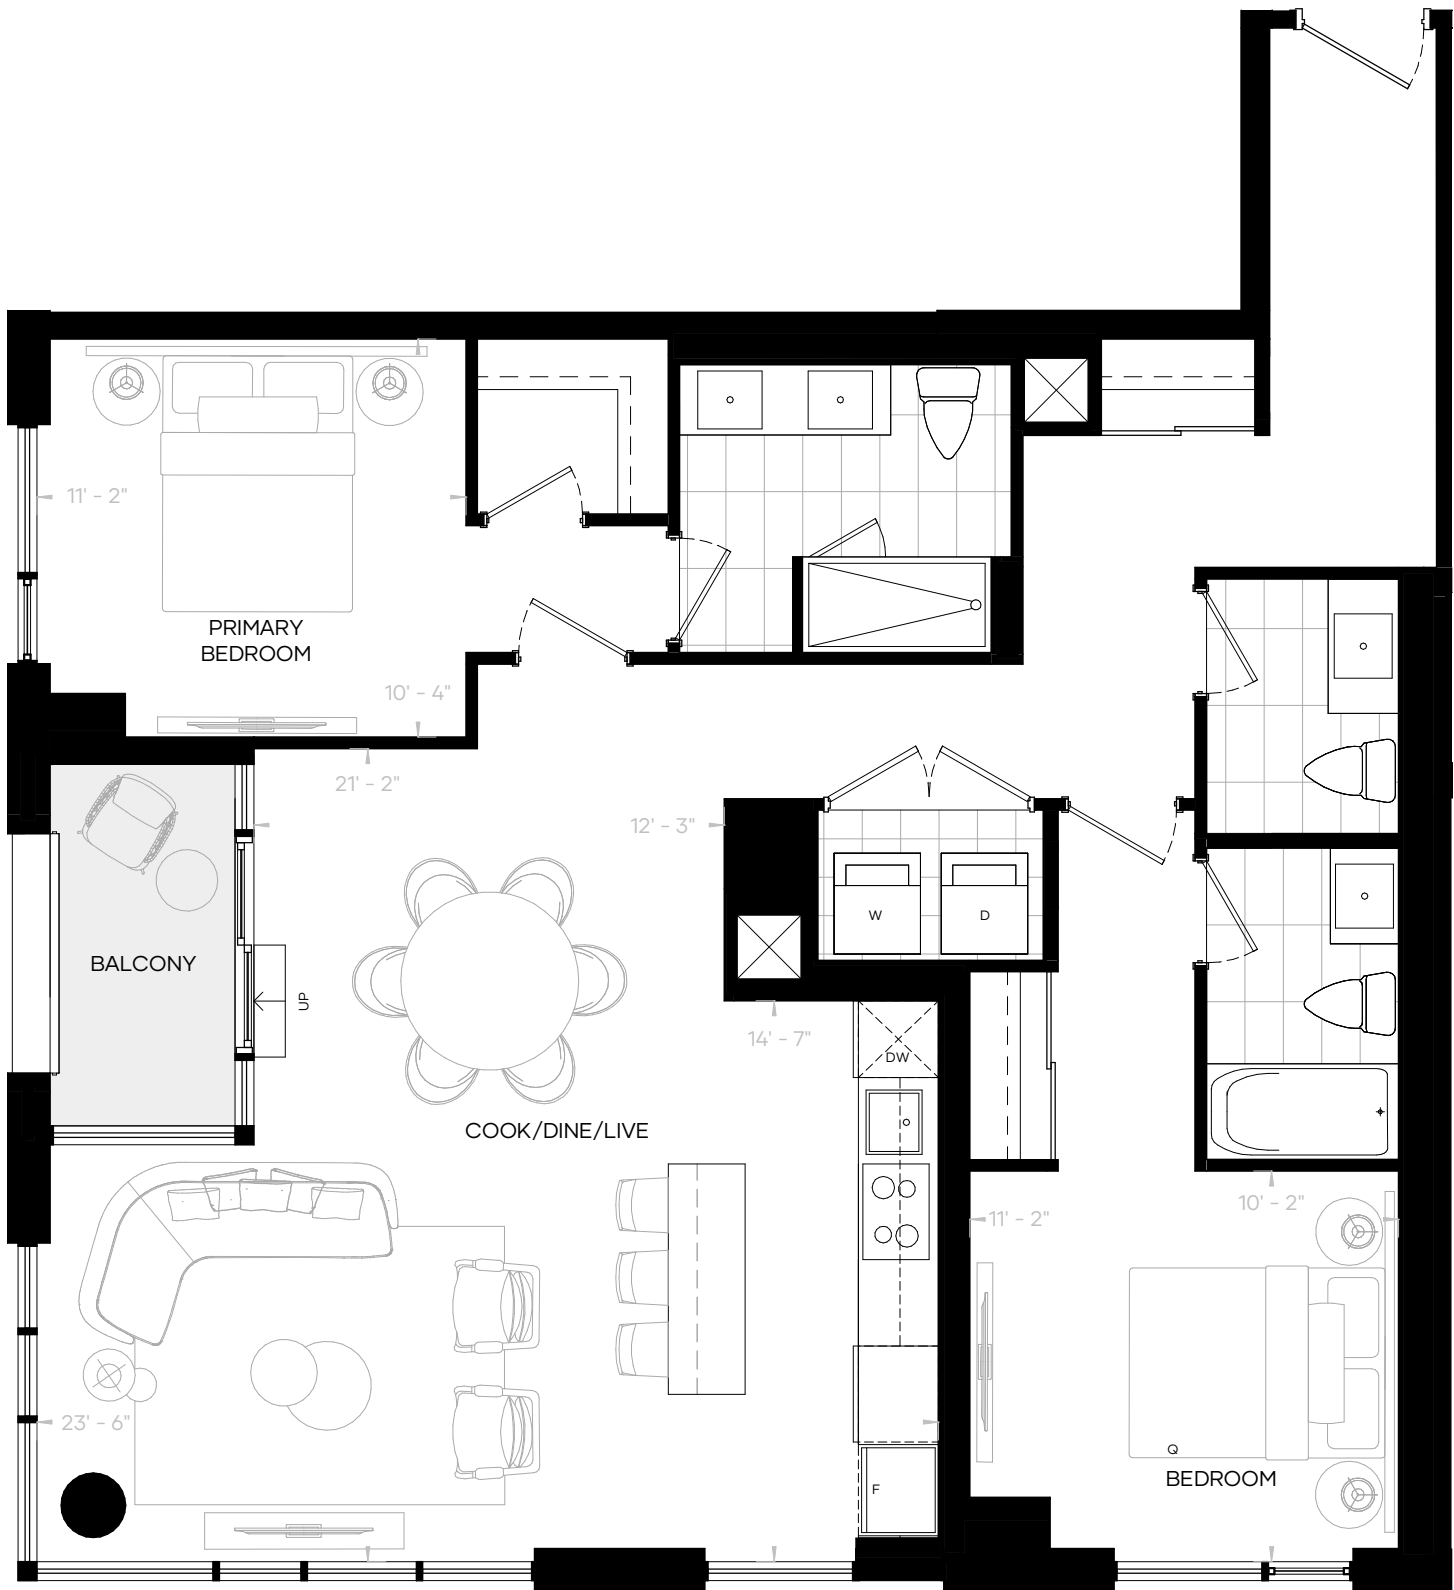 11' - 2"
PRIMARY
BEDROOM
10' - 4"
21' - 2"
12' - 3"
W
D
BALCONY
UP
14' - 7"
DW
COOK/DINE/LIVE
10' - 2"
11' - 2"
23' - 6"
Q
BEDROOM
F